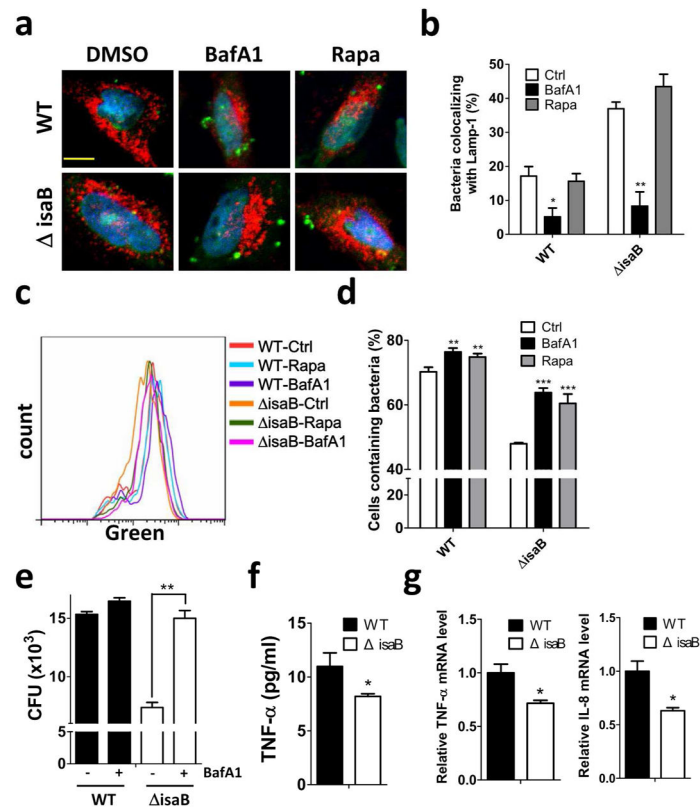 a
DMSO BafA1 Rapa
WT
Δ isaB
b
Ctrl
BafA1
Rapa
Bacteria colocalizing
with Lamp-1 (%)
50
40
30
20
10
0
*
**
WT
ΔisaB
c
count
Green
WT-Ctrl
WT-Rapa
WT-BafA1
ΔisaB-Ctrl
ΔisaB-Rapa
ΔisaB-BafA1
d
Ctrl
BafA1
Rapa
Cells containing bacteria (%)
80
60
40
20
0
** **
*** ***
WT
ΔisaB
e
CFU (x10³)
15
10
5
0
**
- + - + BafA1
WT ΔisaB
f
WT
Δ isaB
TNF-α (pg/ml)
15
10
5
0
*
g
WT
Δ isaB
Relative TNF-α mRNA level
1.5
1.0
0.5
0.0
*
WT
Δ isaB
Relative IL-8 mRNA level
1.5
1.0
0.5
0.0
*